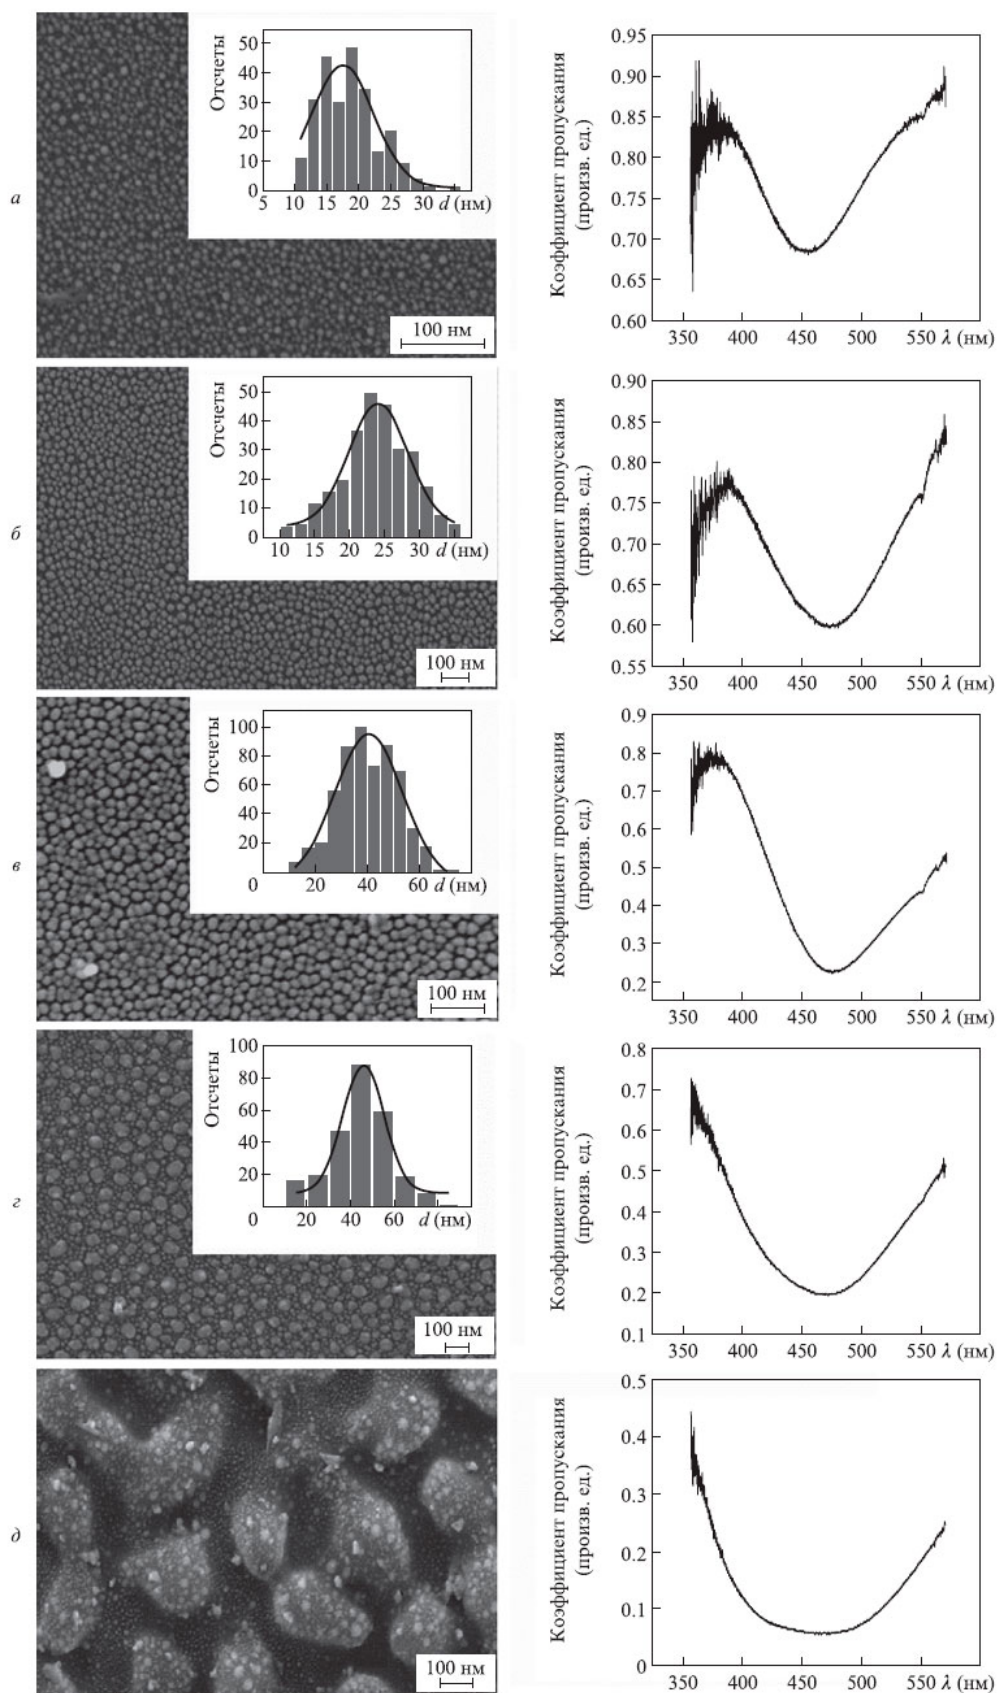 а
Отсчеты
50
40
30
20
10
0
5 10 15 20 25 30 d (нм)
100 нм
Коэффициент пропускания
(произв. ед.)
0.95
0.90
0.85
0.80
0.75
0.70
0.65
0.60
350 400 450 500 550 λ (нм)
б
Отсчеты
50
40
30
20
10
0
10 15 20 25 30 d (нм)
100 нм
Коэффициент пропускания
(произв. ед.)
0.90
0.85
0.80
0.75
0.70
0.65
0.60
0.55
350 400 450 500 550 λ (нм)
в
Отсчеты
100
80
60
40
20
0 20 40 60 d (нм)
100 нм
Коэффициент пропускания
(произв. ед.)
0.9
0.8
0.7
0.6
0.5
0.4
0.3
0.2
350 400 450 500 550 λ (нм)
г
Отсчеты
100
80
60
40
20
0 20 40 60 d (нм)
100 нм
Коэффициент пропускания
(произв. ед.)
0.8
0.7
0.6
0.5
0.4
0.3
0.2
0.1
350 400 450 500 550 λ (нм)
д
100 нм
Коэффициент пропускания
(произв. ед.)
0.5
0.4
0.3
0.2
0.1
0
350 400 450 500 550 λ (нм)